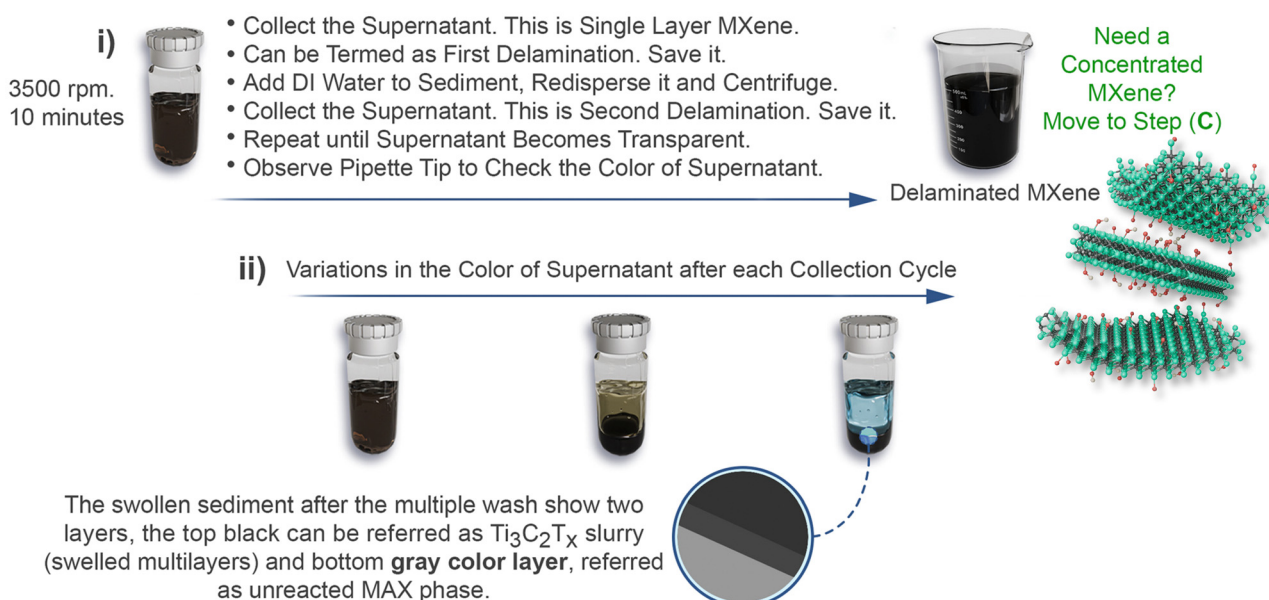 i)
3500 rpm.
10 minutes
• Collect the Supernatant. This is Single Layer MXene.
• Can be Termed as First Delamination. Save it.
• Add DI Water to Sediment, Redisperse it and Centrifuge.
• Collect the Supernatant. This is Second Delamination. Save it.
• Repeat until Supernatant Becomes Transparent.
• Observe Pipette Tip to Check the Color of Supernatant.
Need a
Concentrated
MXene?
Move to Step (C)
Delaminated MXene
ii) Variations in the Color of Supernatant after each Collection Cycle
The swollen sediment after the multiple wash show two
layers, the top black can be referred as Ti₃C₂Tₓ slurry
(swelled multilayers) and bottom gray color layer, referred
as unreacted MAX phase.